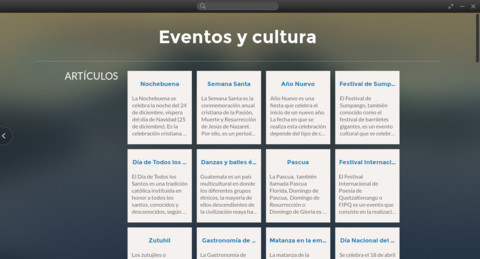 Eventos y cultura
ARTÍCULOS
Nochebuena
La Nochebuena se
celebra la noche del 24
de diciembre, víspera
del día de Navidad (25
de diciembre). Es la
celebración cristiana ...
Semana Santa
La Semana Santa es la
conmemoración anual
cristiana de la Pasión,
Muerte y Resurrección
de Jesús de Nazaret.
Por ello, es un period...
Año Nuevo
Año Nuevo es una
fiesta que celebra el
inicio de un nuevo año.
La fecha en que se
realiza esta celebración
depende del tipo de c...
Festival de Sump...
El Festival de
Sumpango, también
conocido como el
festival de barriletes
gigantes, es un evento
cultural que se celebr...
Día de Todos los ...
El Día de Todos los
Santos es una tradición
católica instituida en
honor a todos los
santos, conocidos y
desconocidos, según ...
Danzas y bailes é...
Guatemala es un país
multicultural en donde
los diferentes grupos
étnicos, la mayoría de
ellos descendientes de
la civilización maya ha...
Pascua
La Pascua, también
llamada Pascua
Florida, Domingo de
Pascua, Domingo de
Resurrección o
Domingo de Gloria es ...
Festival Internaci...
El Festival
Internacional de
Poesía de
Quetzaltenango o
FIPQ es un evento que
consiste en la realizaci...
Zutuhil
Los zutujiles o
Gastronomía de ...
La Gastronomía de
Matanza en la em...
La matanza de la
Día Nacional del ...
Se celebra el 18 de abril